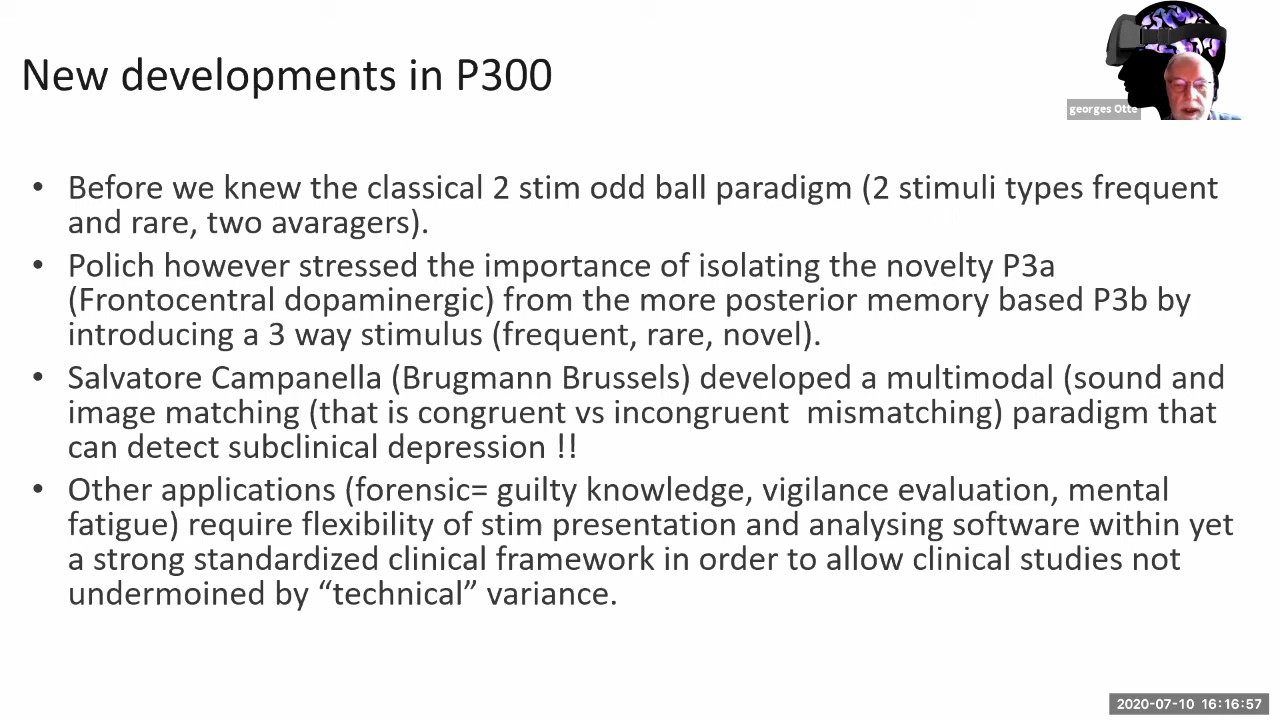 New developments in P300
georges Otte
• Before we knew the classical 2 stim odd ball paradigm (2 stimuli types frequent
and rare, two avaragers).
• Polich however stressed the importance of isolating the novelty P3a
(Frontocentral dopaminergic) from the more posterior memory based P3b by
introducing a 3 way stimulus (frequent, rare, novel).
• Salvatore Campanella (Brugmann Brussels) developed a multimodal (sound and
image matching (that is congruent vs incongruent  mismatching) paradigm that
can detect subclinical depression !!
• Other applications (forensic= guilty knowledge, vigilance evaluation, mental
fatigue) require flexibility of stim presentation and analysing software within yet
a strong standardized clinical framework in order to allow clinical studies not
undermoined by “technical” variance.
2020-07-10 16:16:57